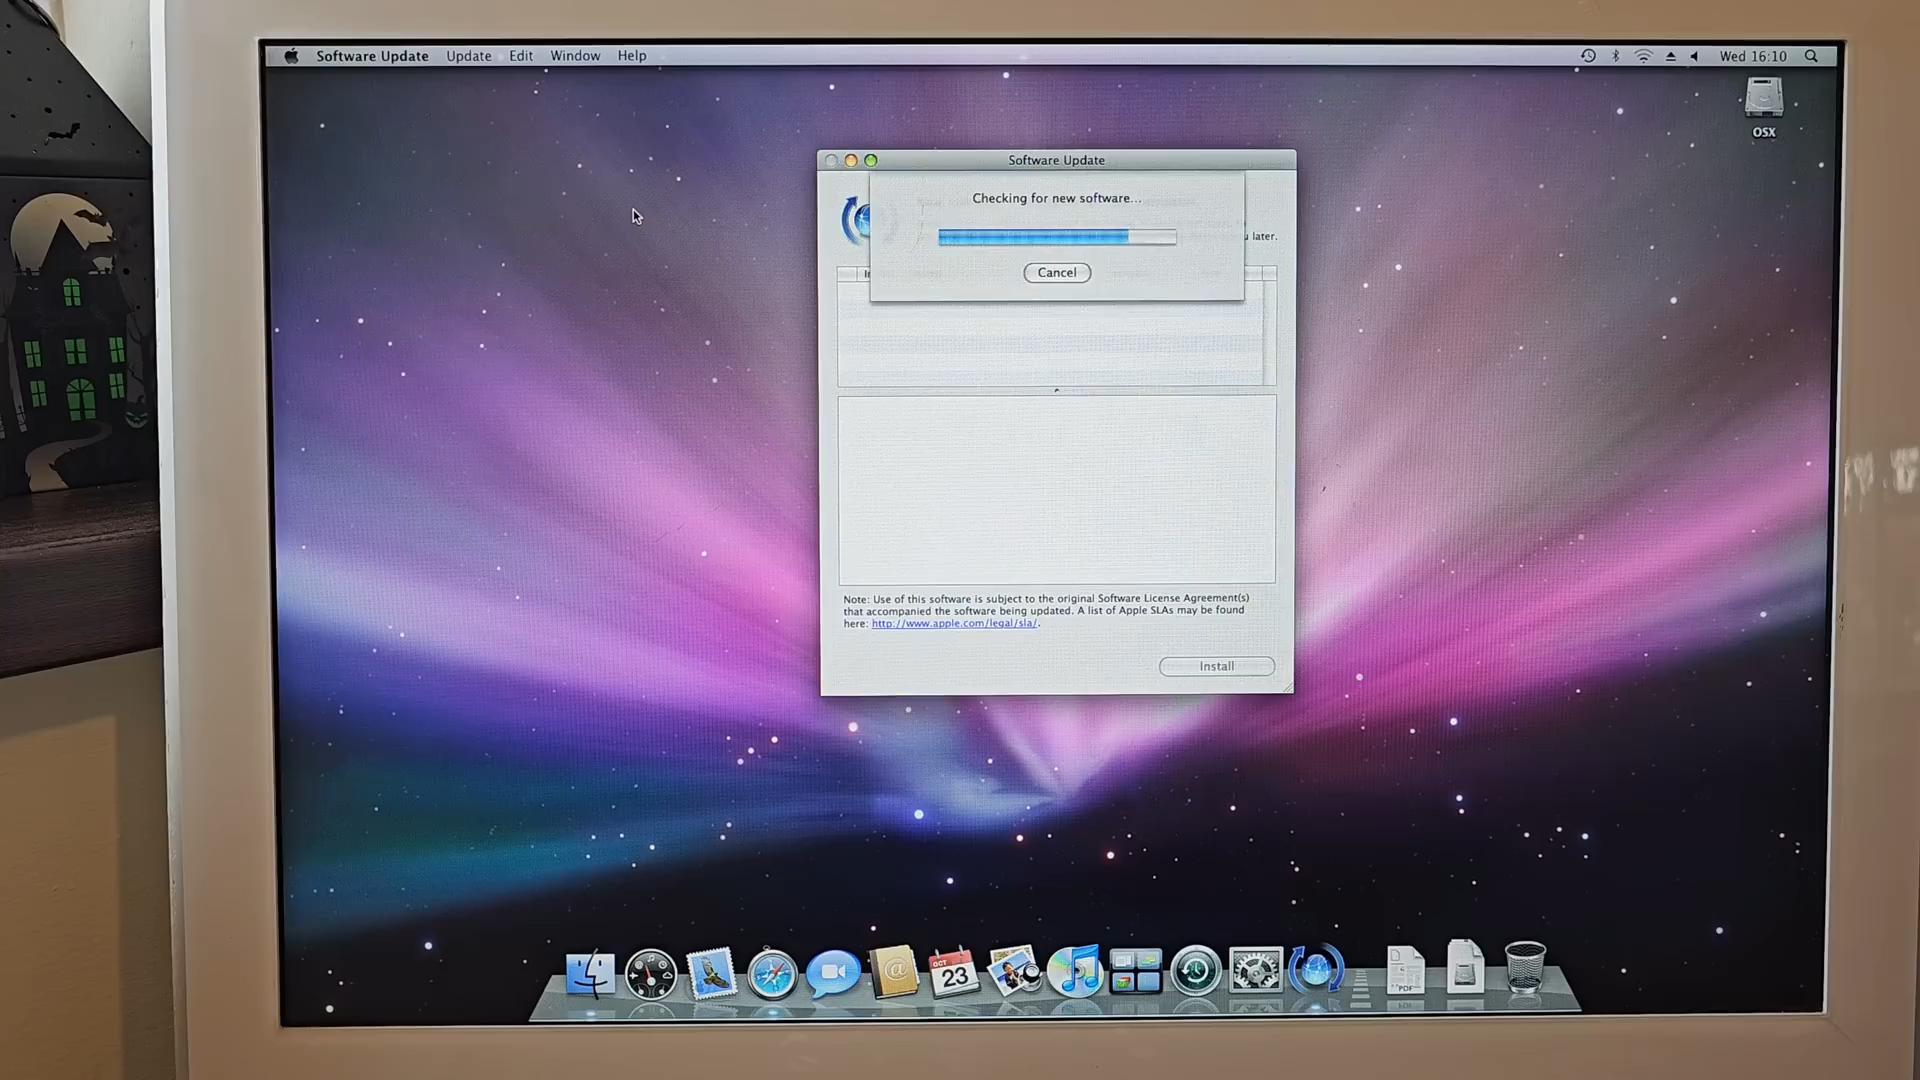 Software Update Update Edit Window Help Wed 16:10
OSX
Software Update
Checking for new software...
later.
Cancel
Note: Use of this software is subject to the original Software License Agreement(s)
that accompanied the software being updated. A list of Apple SLAs may be found
here: http://www.apple.com/legal/sla/.
Install
OCT
23
@
PDF